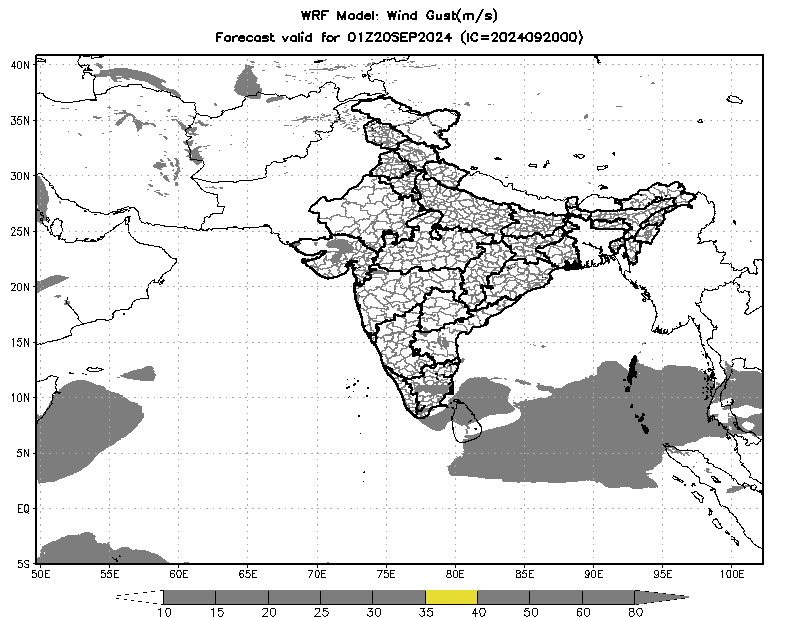 WRF Model: Wind Gust(m/s)
Forecast valid for 01Z20SEP2024 (IC=2024092000)
40N
35N
30N
25N
20N
15N
10N
5N
EQ
5S
50E 55E 60E 65E 70E 75E 80E 85E 90E 95E 100E
10 15 20 25 30 35 40 50 60 80